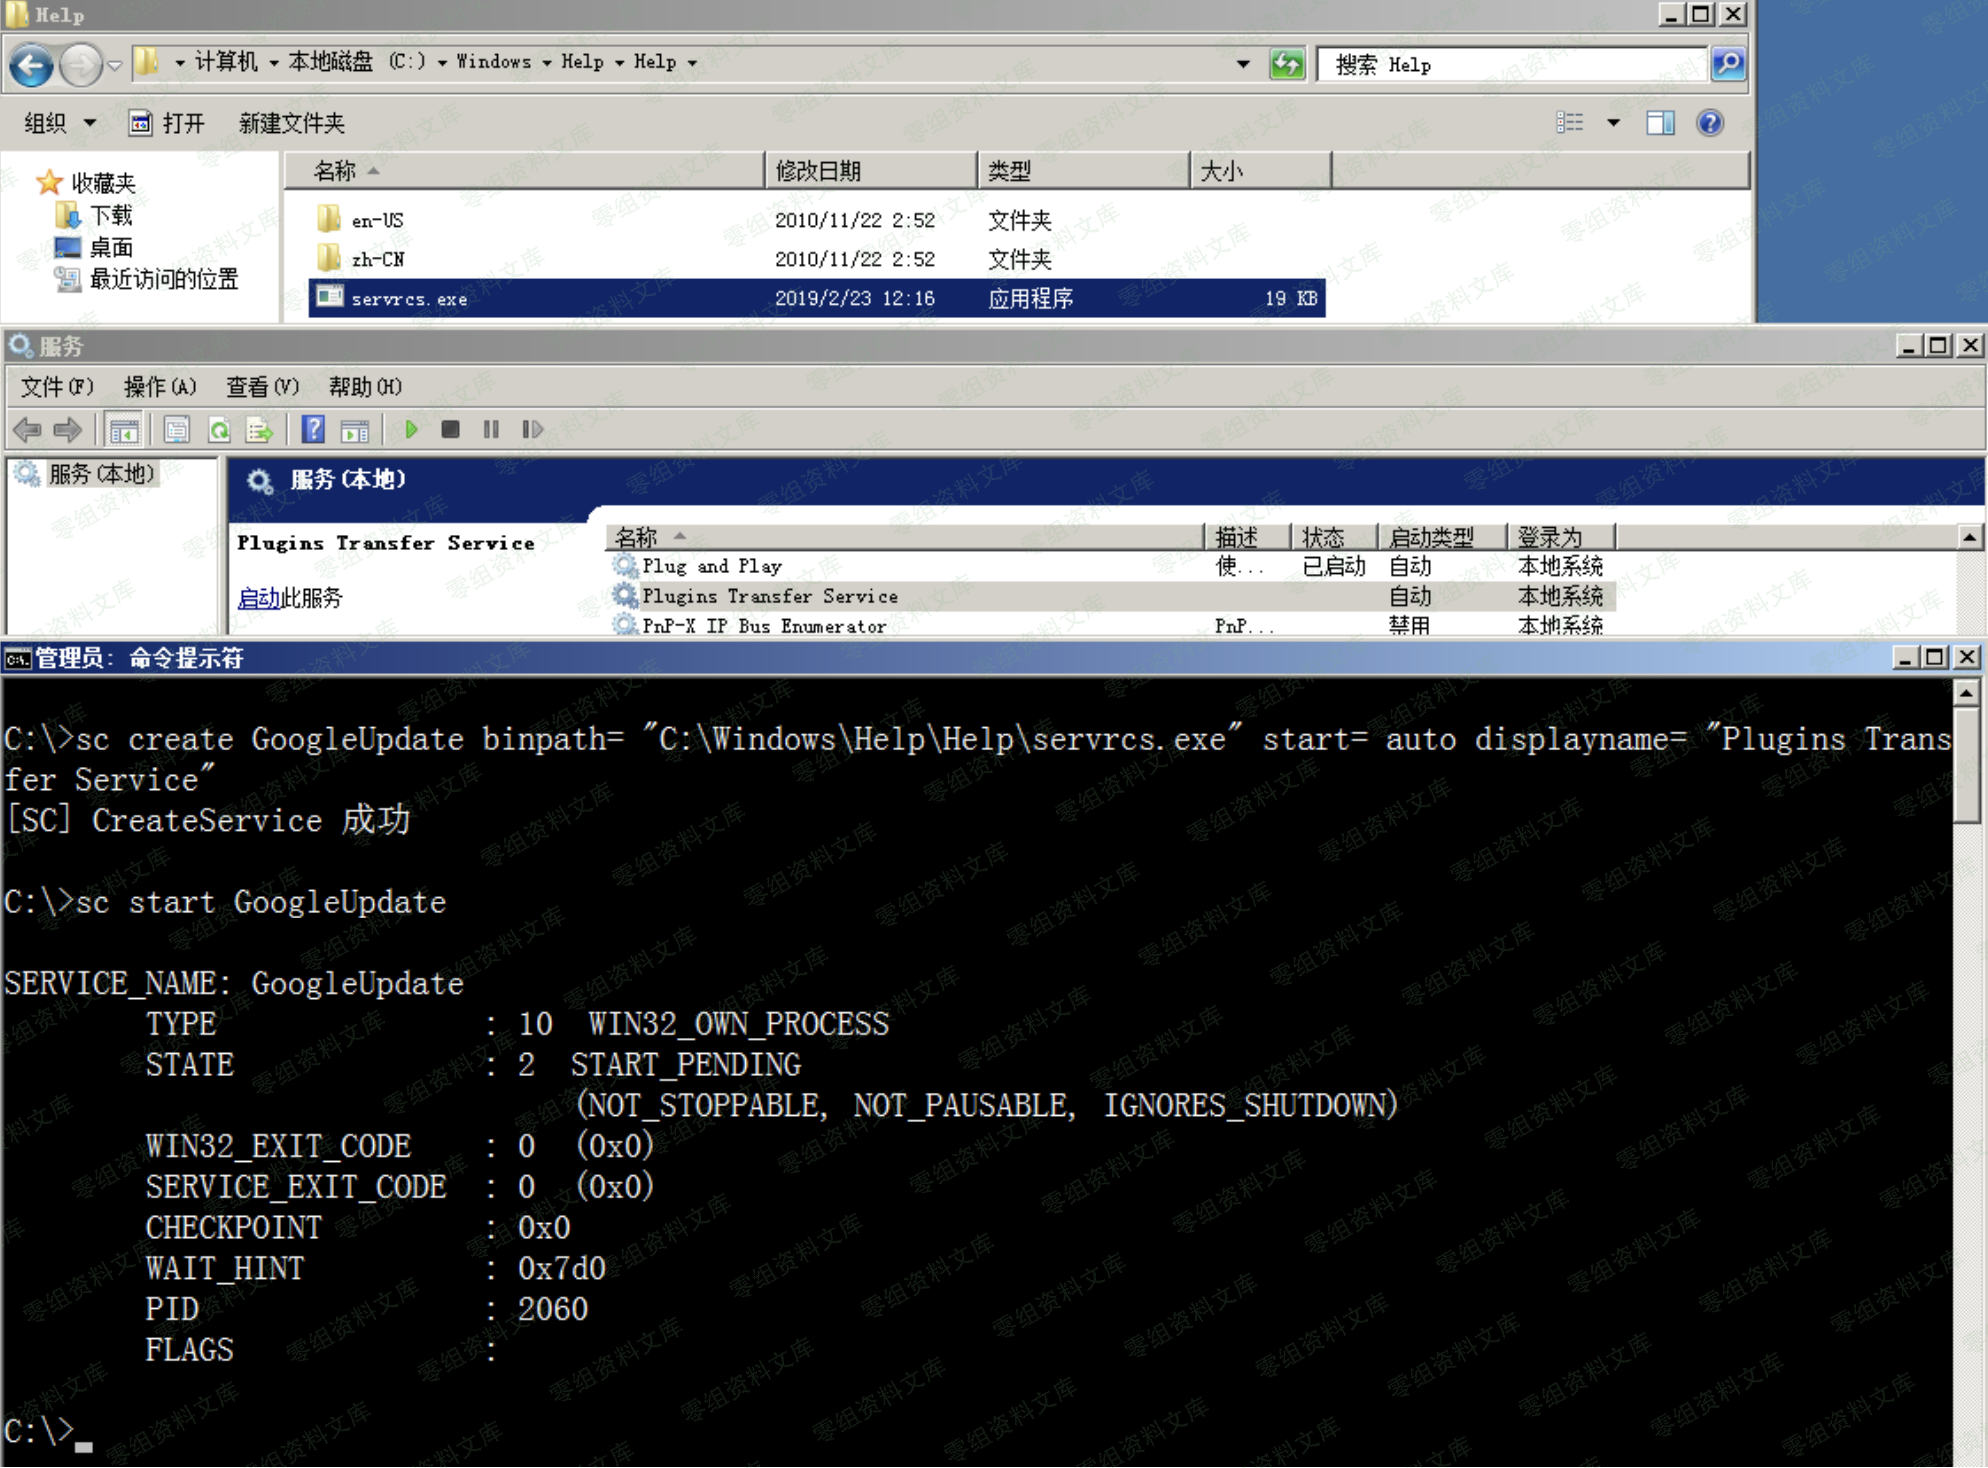 Help
计算机 本地磁盘 (C:) Windows Help Help
搜索 Help
组织 打开 新建文件夹
名称 修改日期 类型 大小
收藏夹
下载
桌面
最近访问的位置
en-US 2010/11/22 2:52 文件夹
zh-CN 2010/11/22 2:52 文件夹
servrcs.exe 2019/2/23 12:16 应用程序 19 KB
服务
文件(F) 操作(A) 查看(V) 帮助(H)
服务(本地)
服务(本地)
Plugins Transfer Service
启动此服务
名称 描述 状态 启动类型 登录为
Plug and Play 使... 已启动 自动 本地系统
Plugins Transfer Service 自动 本地系统
PnP-X IP Bus Enumerator PnP... 禁用 本地系统
管理员: 命令提示符
C:\>sc create GoogleUpdate binpath= "C:\Windows\Help\Help\servrcs.exe" start= auto displayname= "Plugins Trans
fer Service"
[SC] CreateService 成功
C:\>sc start GoogleUpdate
SERVICE_NAME: GoogleUpdate
TYPE : 10 WIN32_OWN_PROCESS
STATE : 2 START_PENDING
(NOT_STOPPABLE, NOT_PAUSABLE, IGNORES_SHUTDOWN)
WIN32_EXIT_CODE : 0 (0x0)
SERVICE_EXIT_CODE : 0 (0x0)
CHECKPOINT : 0x0
WAIT_HINT : 0x7d0
PID : 2060
FLAGS :
C:\>
零组资料文库